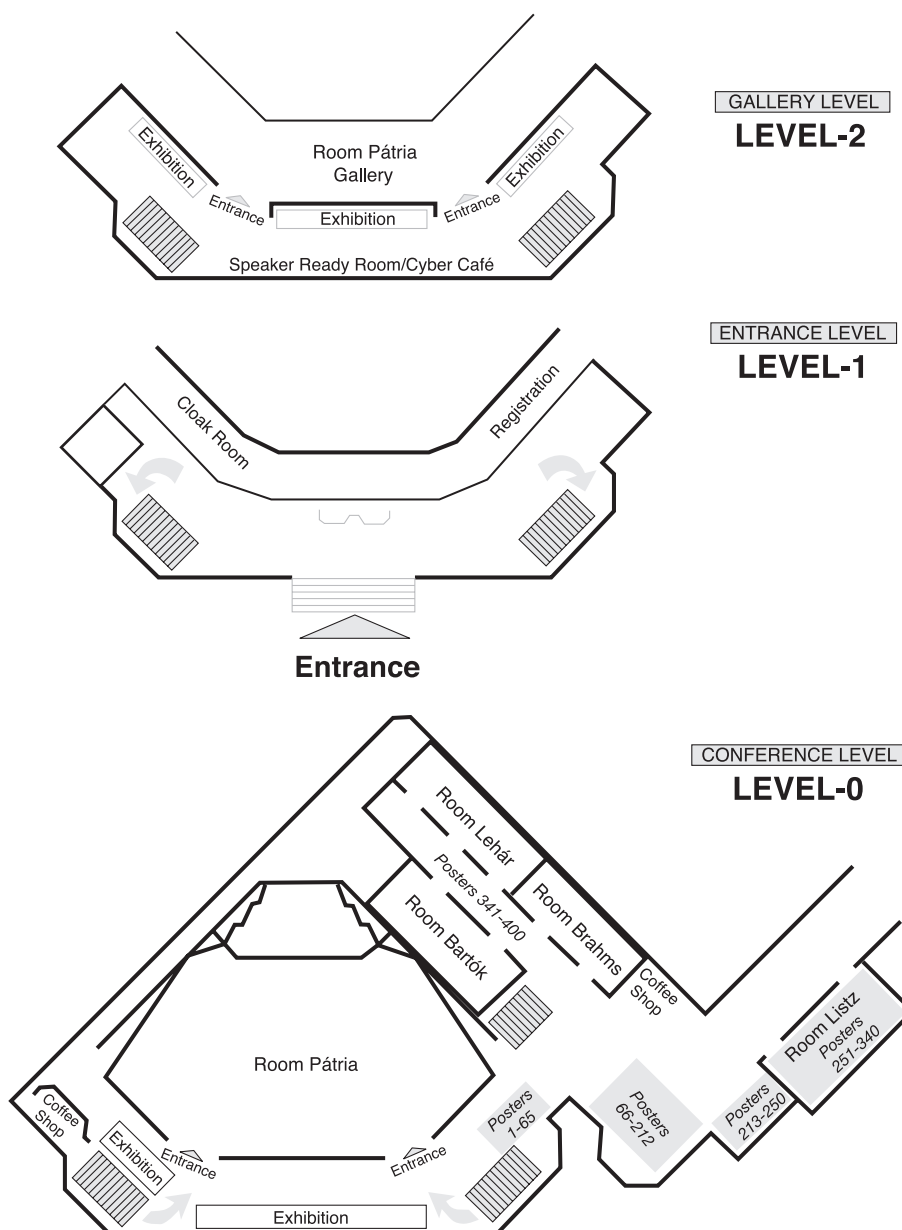 GALLERY LEVEL
LEVEL-2
Exhibition
Room Pátria
Gallery
Exhibition
Entrance
Exhibition
Entrance
Speaker Ready Room/Cyber Café
ENTRANCE LEVEL
LEVEL-1
Cloak Room
Registration
Entrance
CONFERENCE LEVEL
LEVEL-0
Room Lehár
Posters 341-400
Room Bartók
Room Brahms
Coffee
Shop
Room Listz
Posters
251-340
Room Pátria
Posters
1-65
Posters
66-212
Posters
213-250
Coffee
Shop
Exhibition
Entrance
Entrance
Exhibition